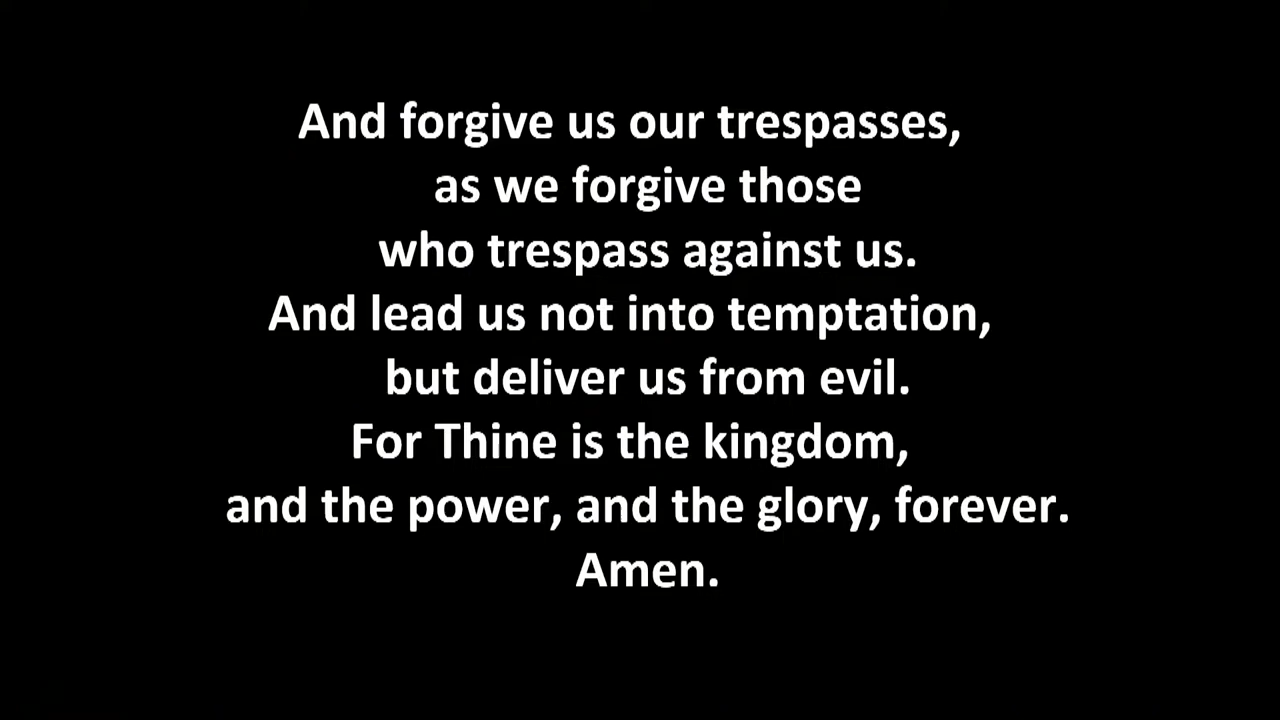 And forgive us our trespasses,
as we forgive those
who trespass against us.
And lead us not into temptation,
but deliver us from evil.
For Thine is the kingdom,
and the power, and the glory, forever.
Amen.